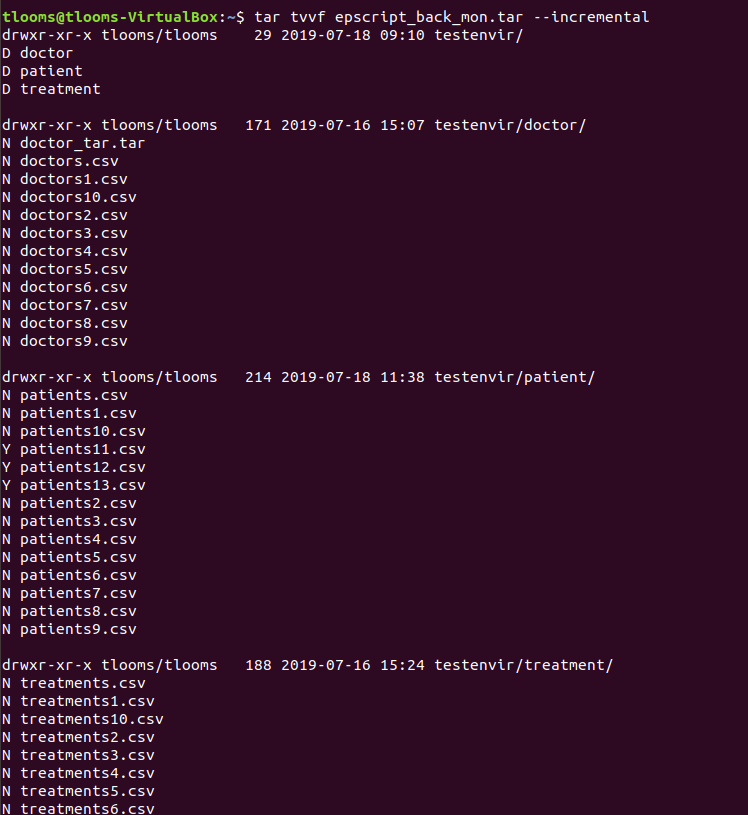 tlooms@tlooms-VirtualBox:~$ tar tvvf epscript_back_mon.tar --incremental
drwxr-xr-x tlooms/tlooms    29 2019-07-18 09:10 testenvir/
D doctor
D patient
D treatment
drwxr-xr-x tlooms/tlooms   171 2019-07-16 15:07 testenvir/doctor/
N doctor_tar.tar
N doctors.csv
N doctors1.csv
N doctors10.csv
N doctors2.csv
N doctors3.csv
N doctors4.csv
N doctors5.csv
N doctors6.csv
N doctors7.csv
N doctors8.csv
N doctors9.csv
drwxr-xr-x tlooms/tlooms   214 2019-07-18 11:38 testenvir/patient/
N patients.csv
N patients1.csv
N patients10.csv
Y patients11.csv
Y patients12.csv
Y patients13.csv
N patients2.csv
N patients3.csv
N patients4.csv
N patients5.csv
N patients6.csv
N patients7.csv
N patients8.csv
N patients9.csv
drwxr-xr-x tlooms/tlooms   188 2019-07-16 15:24 testenvir/treatment/
N treatments.csv
N treatments1.csv
N treatments10.csv
N treatments2.csv
N treatments3.csv
N treatments4.csv
N treatments5.csv
N treatments6.csv